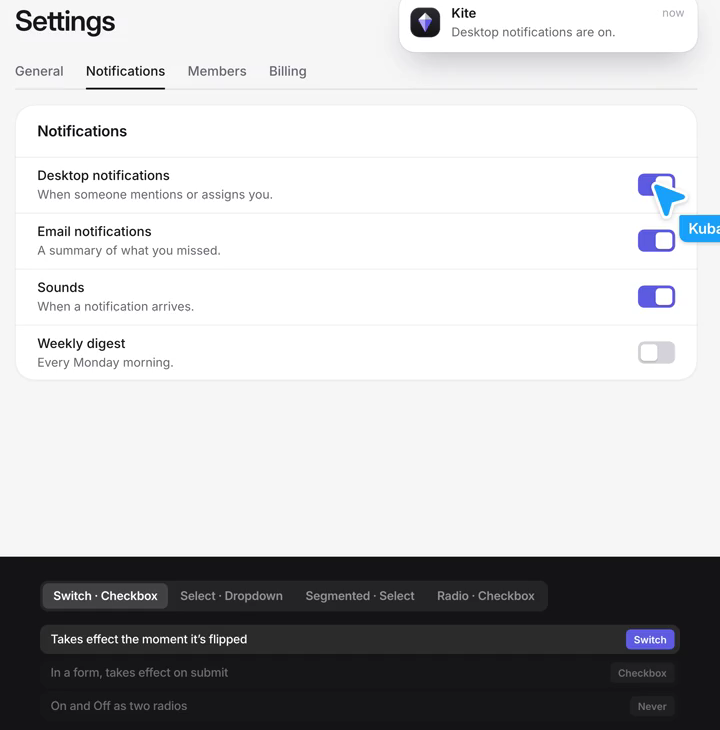 Settings
Kite
now
Desktop notifications are on.
General
Notifications
Members
Billing
Notifications
Desktop notifications
When someone mentions or assigns you.
Kuba
Email notifications
A summary of what you missed.
Sounds
When a notification arrives.
Weekly digest
Every Monday morning.
Switch · Checkbox
Select · Dropdown
Segmented · Select
Radio · Checkbox
Takes effect the moment it’s flipped
Switch
In a form, takes effect on submit
Checkbox
On and Off as two radios
Never